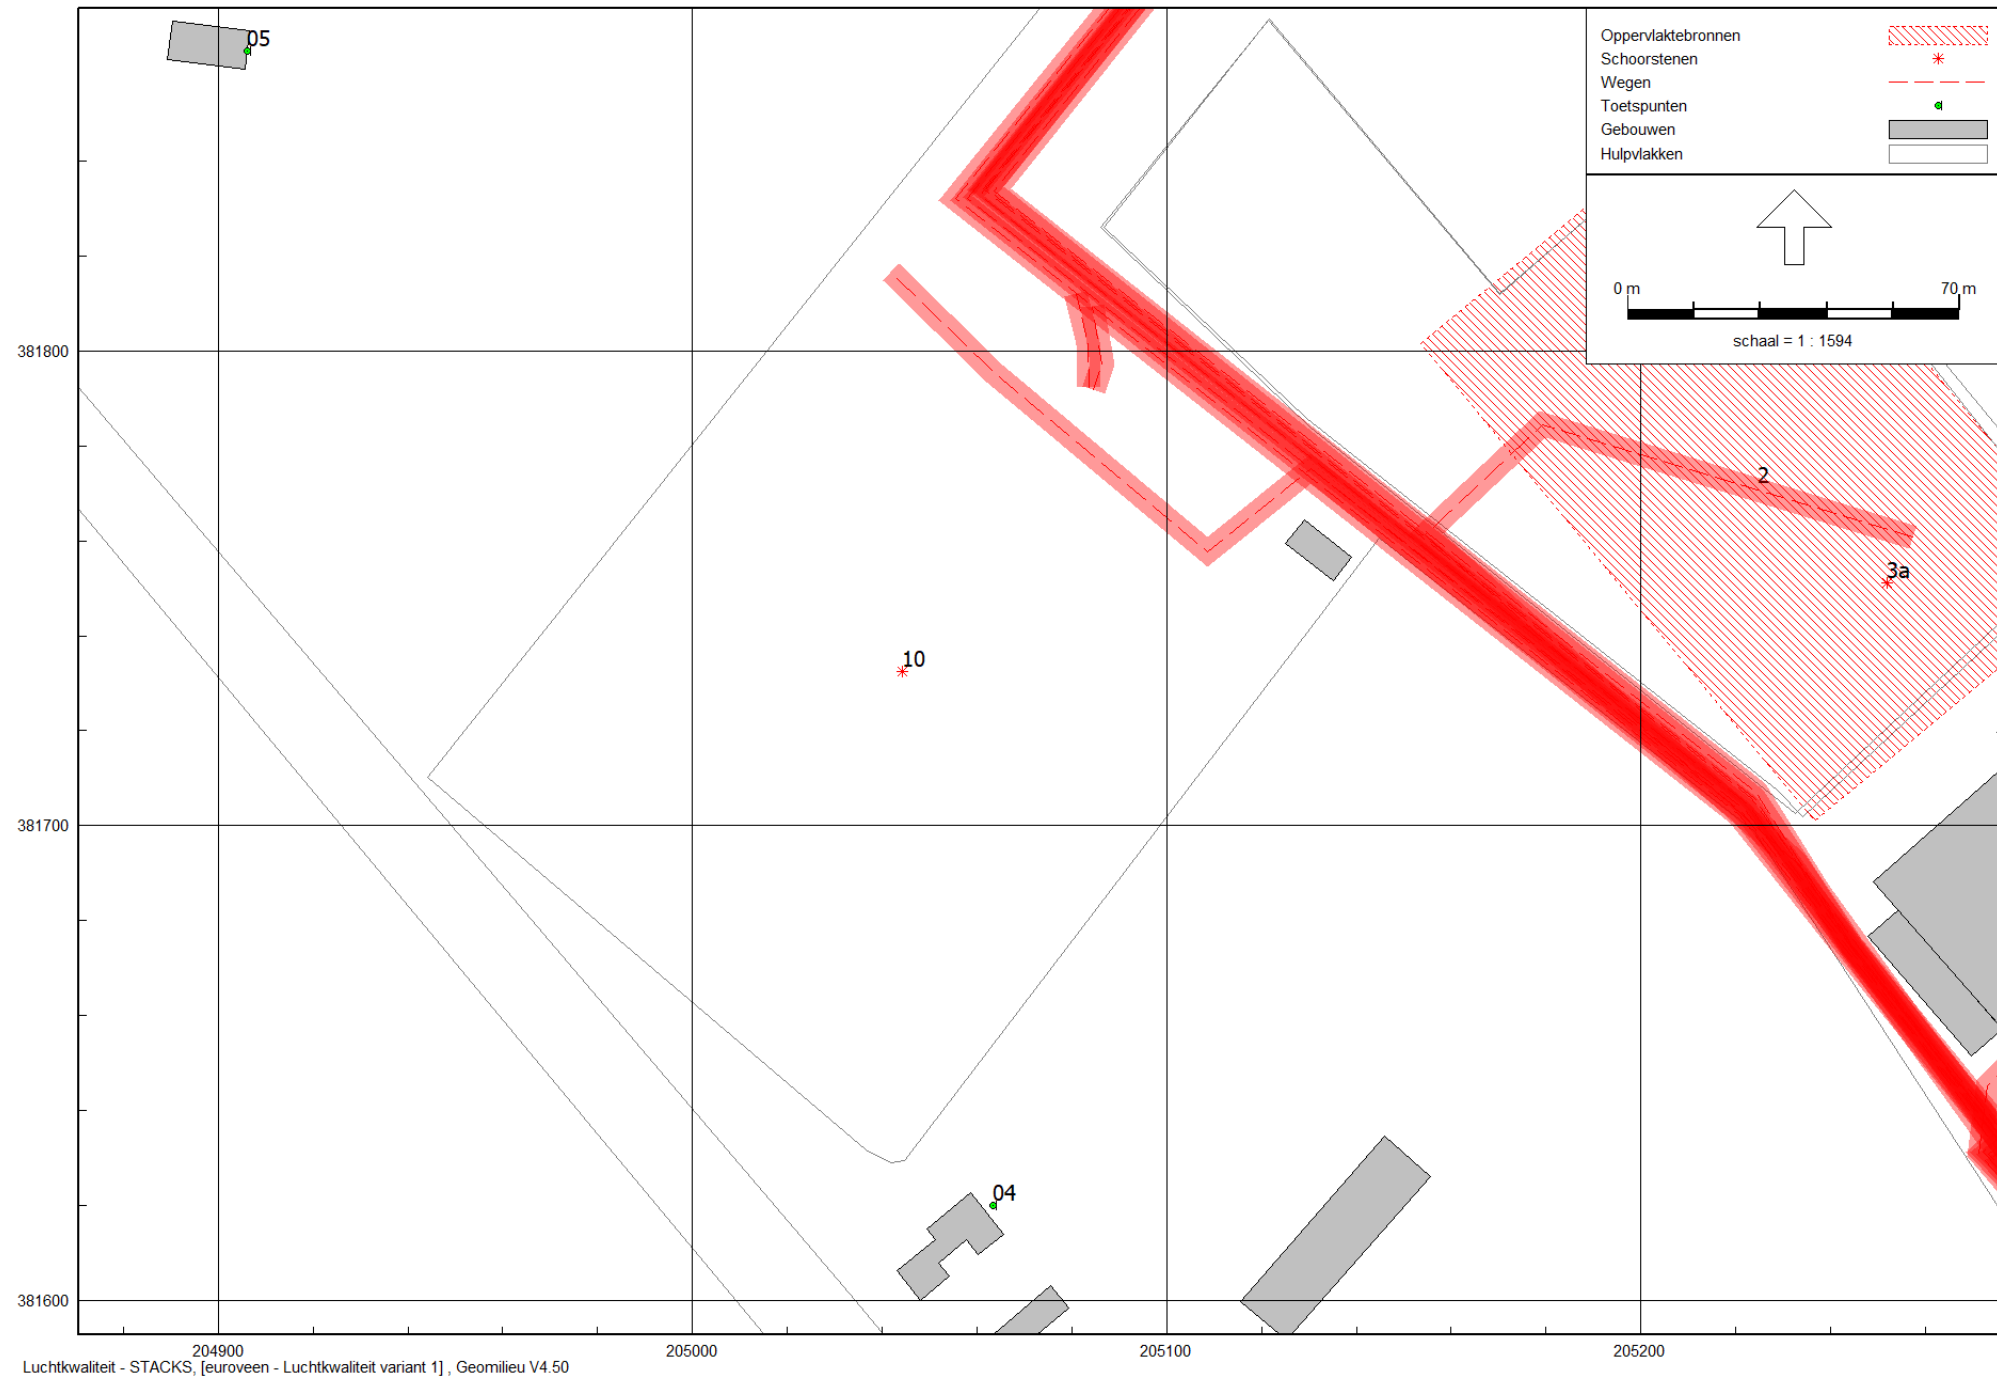 05
Oppervlaktebronnen
Schoorstenen
Wegen
Toetspunten
Gebouwen
Hulpvlakken
0 m
70 m
schaal = 1 : 1594
381800
2
3a
10
381700
04
381600
204900
205000
205100
205200
Luchtkwaliteit - STACKS, [euroveen - Luchtkwaliteit variant 1] , Geomilieu V4.50